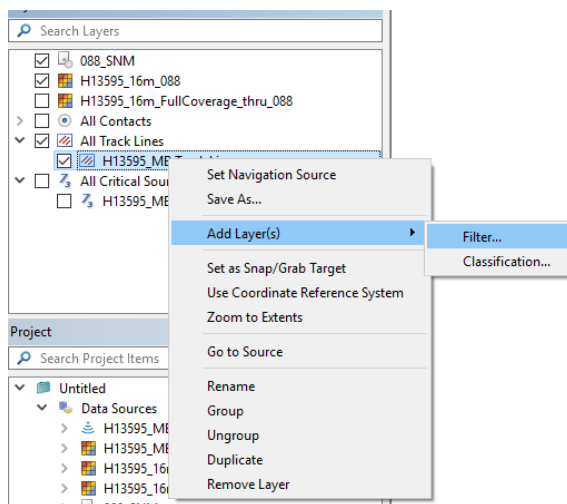 Search Layers
088_SNM
H13595_16m_088
H13595_16m_FullCoverage_thru_088
All Contacts
All Track Lines
H13595_MB
All Critical Sou
H13595_ME
Set Navigation Source
Save As...
Add Layer(s)
Filter...
Classification...
Set as Snap/Grab Target
Use Coordinate Reference System
Zoom to Extents
Go to Source
Rename
Group
Ungroup
Duplicate
Remove Layer
Project
Search Project Items
Untitled
Data Sources
H13595_ME
H13595_ME
H13595_16
H13595_16